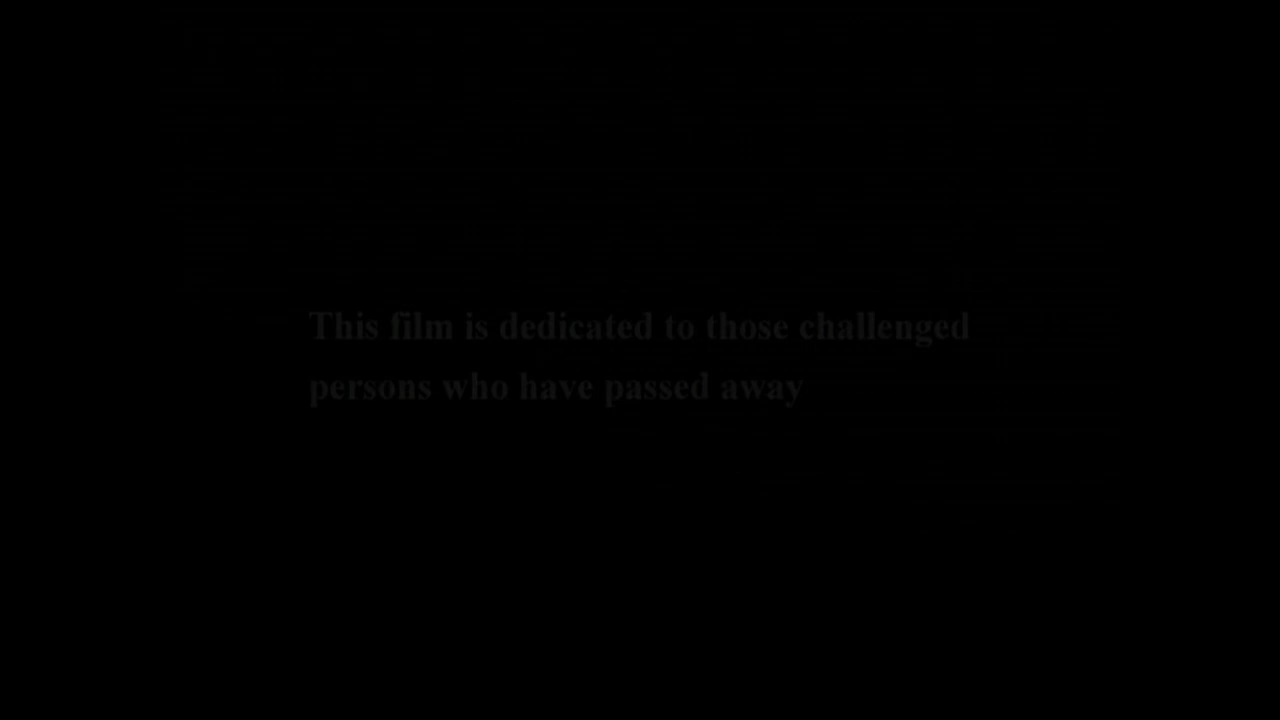 This film is dedicated to those challenged
persons who have passed away